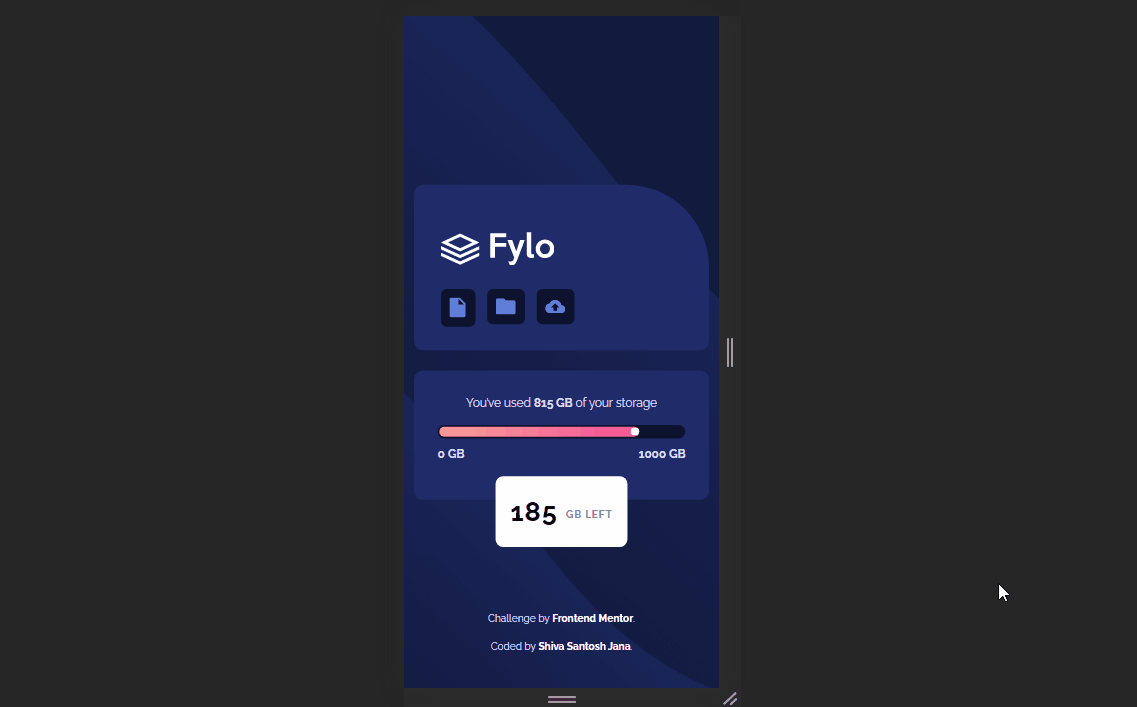 Fylo
You've used 815 GB of your storage
0 GB 1000 GB
185 GB LEFT
Challenge by Frontend Mentor.
Coded by Shiva Santosh Jana.